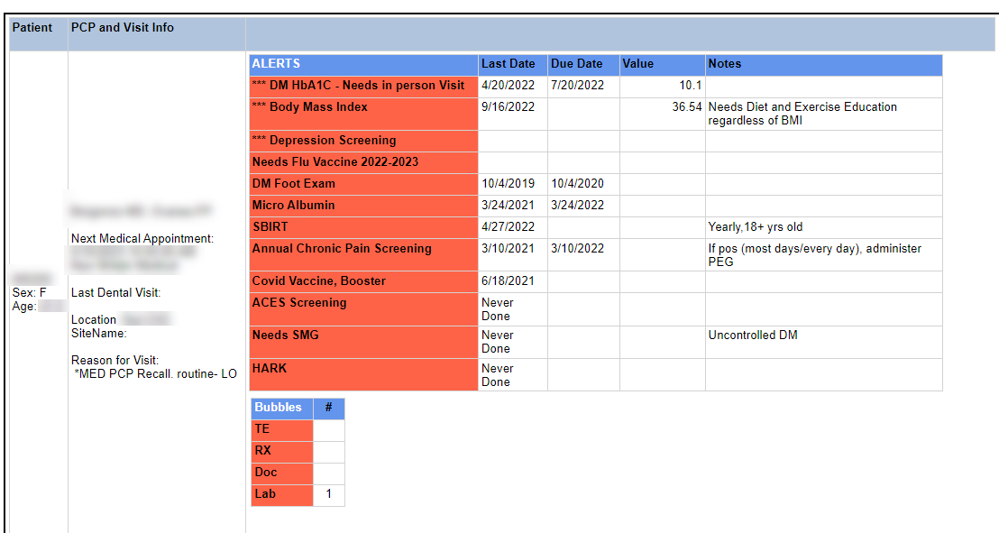 Patient PCP and Visit Info
ALERTS Last Date Due Date Value Notes
*** DM HbA1C - Needs in person Visit 4/20/2022 7/20/2022 10.1
*** Body Mass Index 9/16/2022 36.54 Needs Diet and Exercise Education
regardless of BMI
*** Depression Screening
Needs Flu Vaccine 2022-2023
DM Foot Exam 10/4/2019 10/4/2020
Micro Albumin 3/24/2021 3/24/2022
SBIRT 4/27/2022 Yearly,18+ yrs old
Annual Chronic Pain Screening 3/10/2021 3/10/2022 If pos (most days/every day), administer
PEG
Covid Vaccine, Booster 6/18/2021
ACES Screening Never
Done
Needs SMG Never
Done Uncontrolled DM
HARK Never
Done
Next Medical Appointment:
Sex: F
Age:
Last Dental Visit:
Location
SiteName:
Reason for Visit:
*MED PCP Recall. routine- LO
Bubbles #
TE
RX
Doc
Lab 1